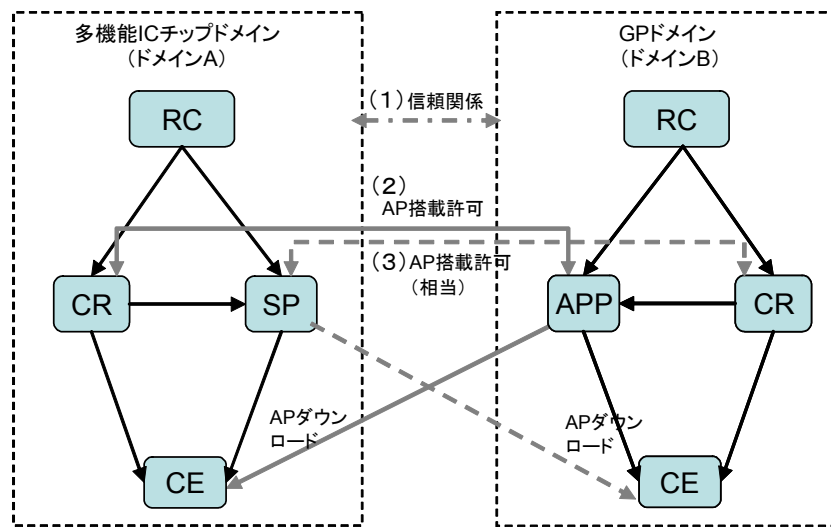 多機能ICチップドメイン
(ドメインA)
GPドメイン
(ドメインB)
(1)信頼関係
RC
RC
(2)
AP搭載許可
(3)AP搭載許可
(相当)
CR
SP
APP
CR
APダウン
ロード
APダウン
ロード
CE
CE